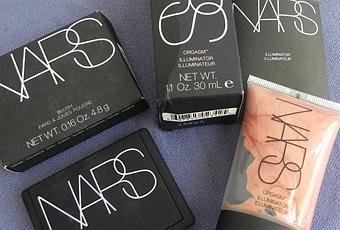 NARS
BLUSH
FARD À JOUES POUDRE
NET WT. 0.16 OZ. 4.8 g
ORGASM
ILLUMINATOR
ILLUMINATEUR
NET WT.
1.1 Oz. 30 mL e
NARS
ILLUMINATOR
ILLUMINATEUR
NARS
NARS
ORGASM
ILLUMINATOR
ILLUMINATEUR